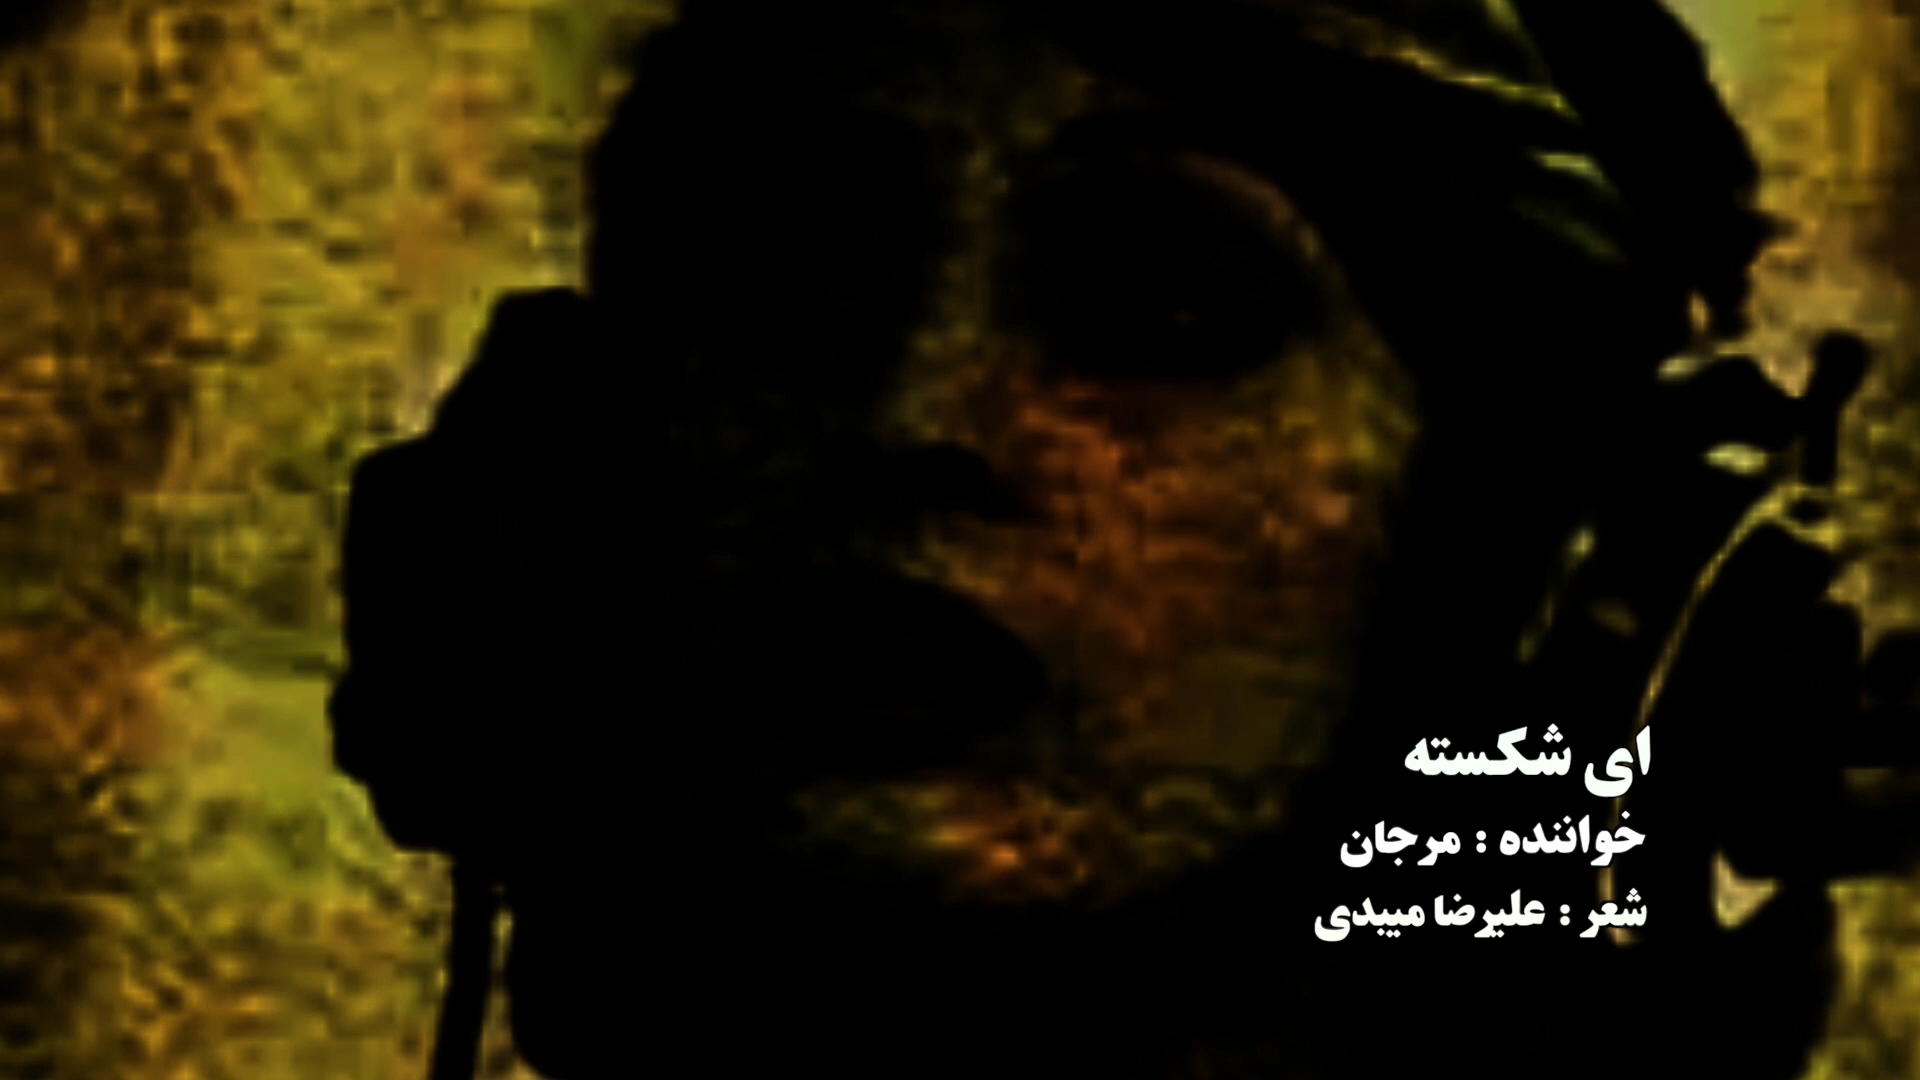 ای شکسته
خواننده : مرجان
شعر : علیرضا میبدی